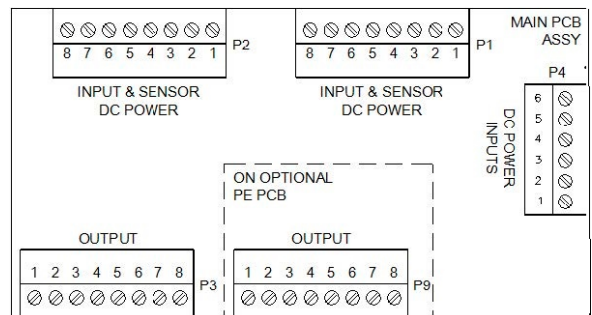 8 7 6 5 4 3 2 1 P2
INPUT & SENSOR
DC POWER
8 7 6 5 4 3 2 1 P1
INPUT & SENSOR
DC POWER
MAIN PCB
ASSY
P4
6
5
4
3
2
1
DC POWER
INPUTS
ON OPTIONAL
PE PCB
OUTPUT
1 2 3 4 5 6 7 8 P3
OUTPUT
1 2 3 4 5 6 7 8 P9